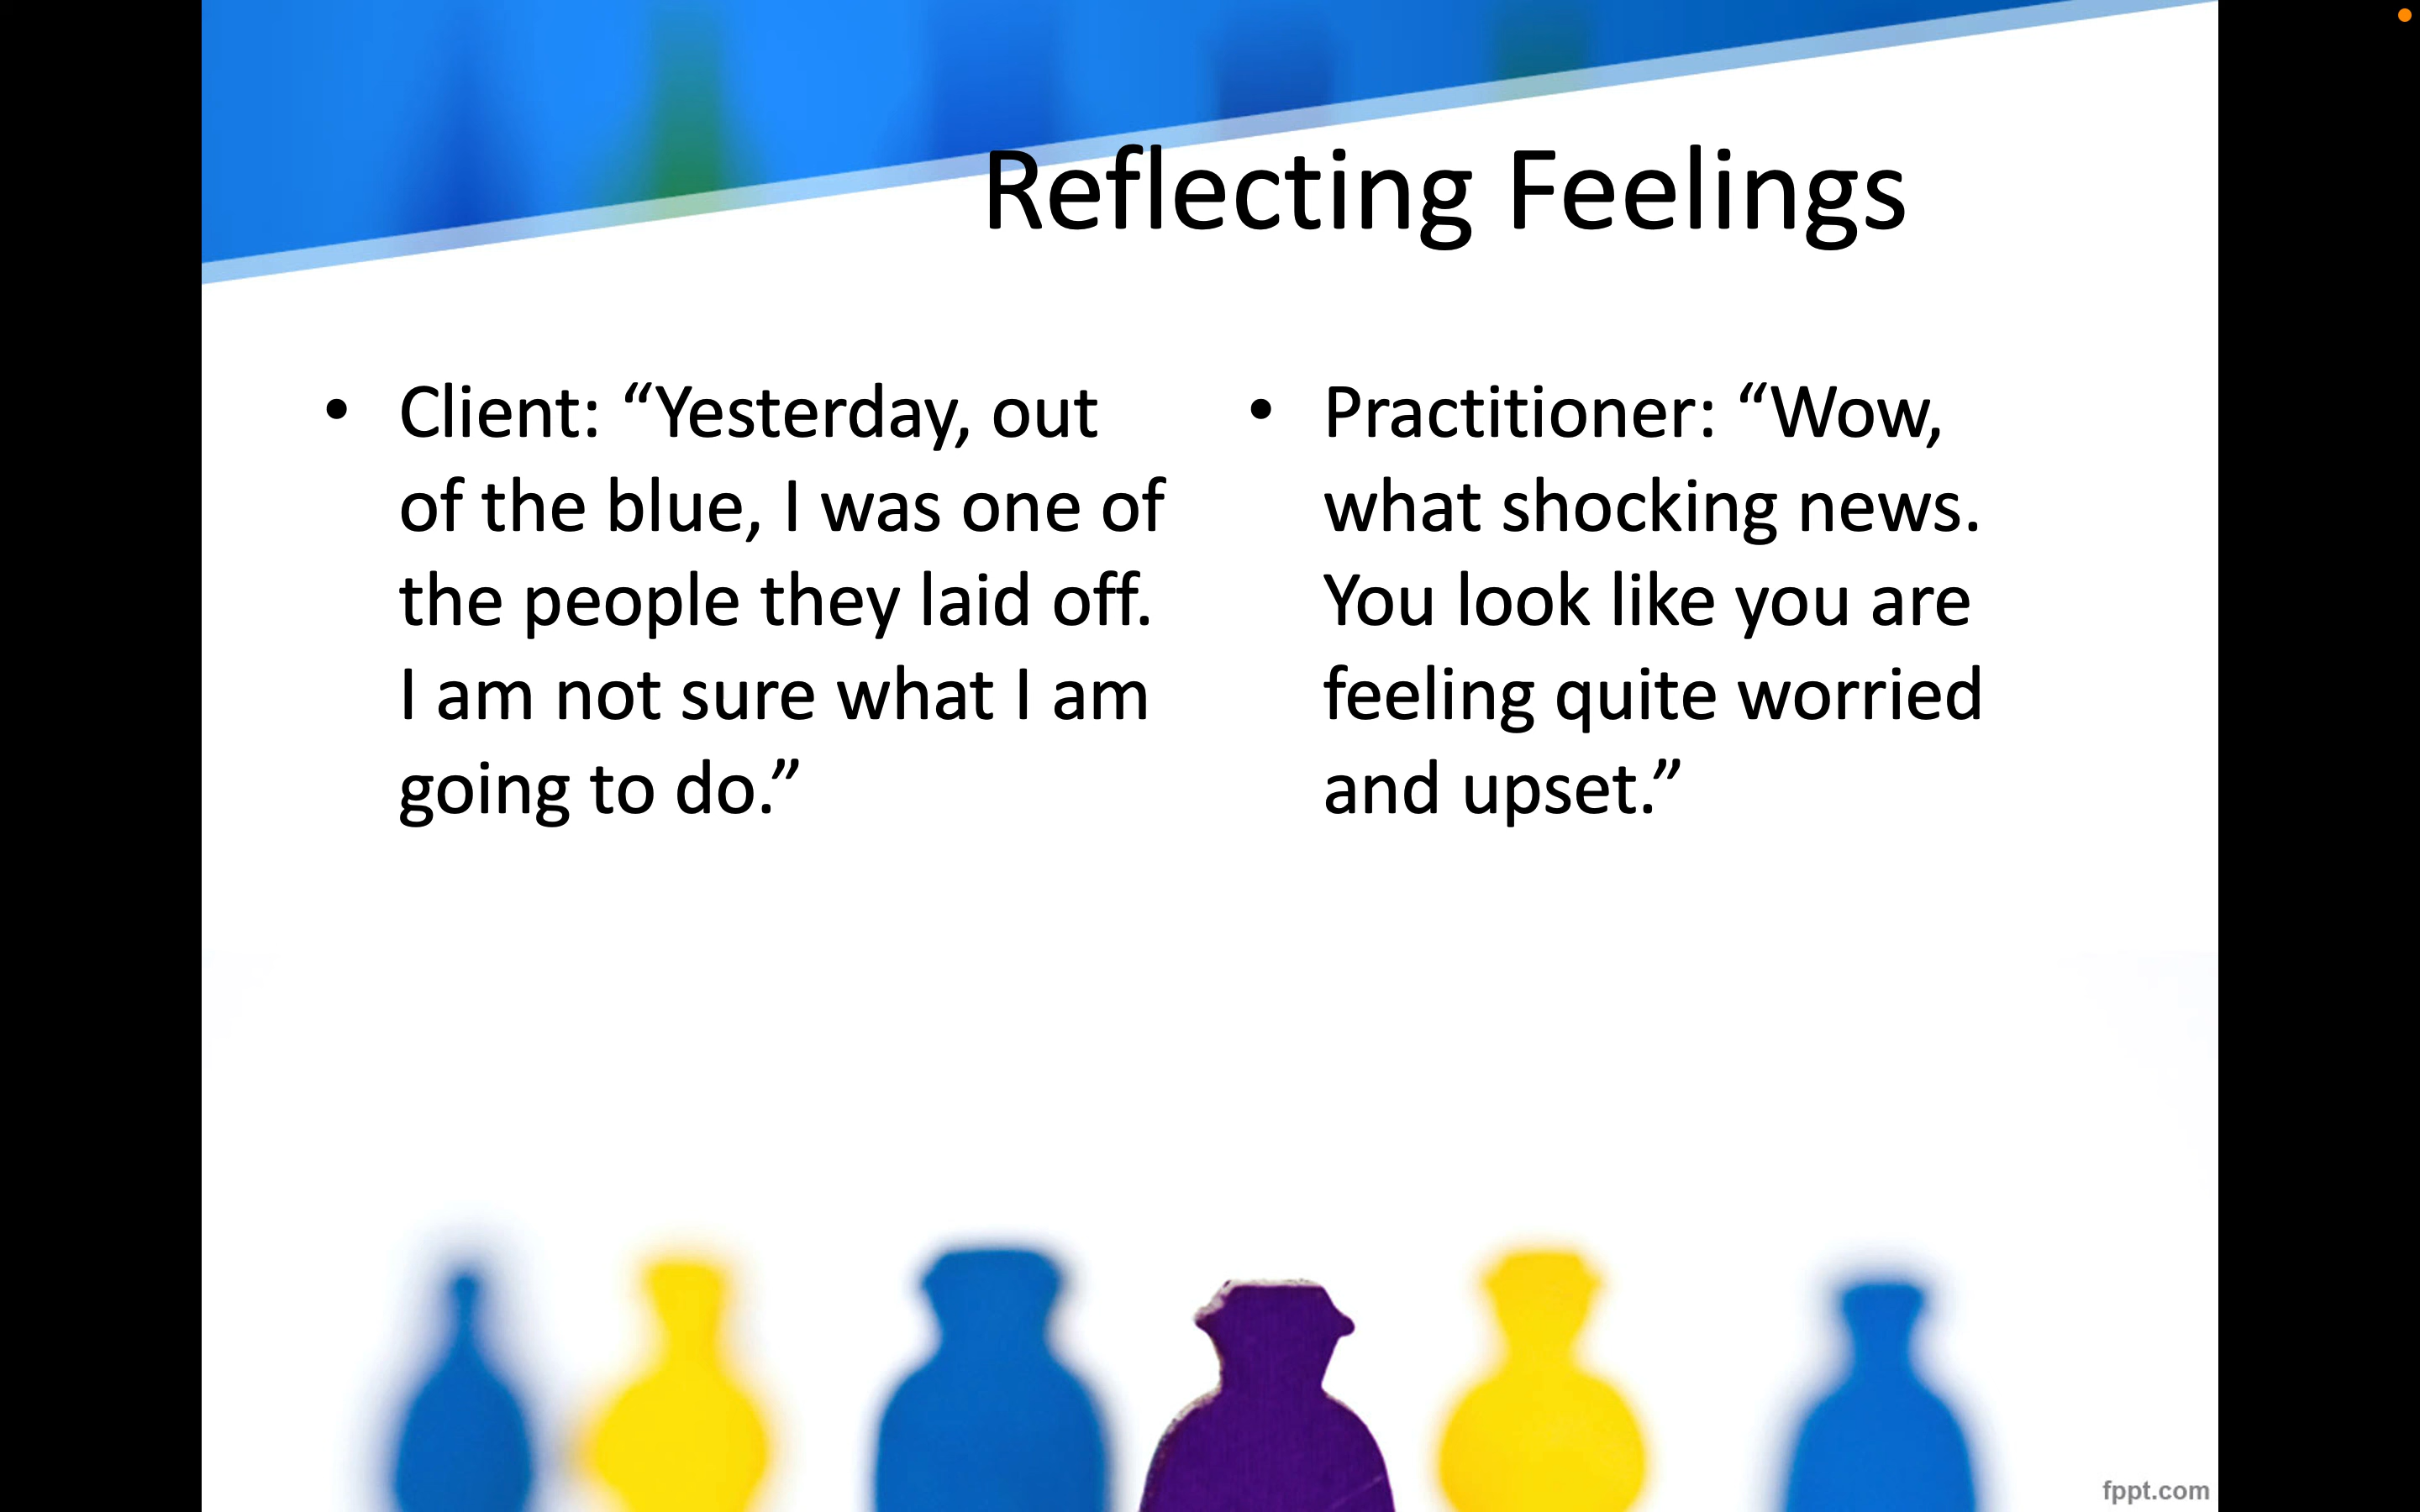 Reflecting Feelings
• Client: “Yesterday, out
of the blue, I was one of
the people they laid off.
I am not sure what I am
going to do.”
• Practitioner: “Wow,
what shocking news.
You look like you are
feeling quite worried
and upset.”
fppt.com